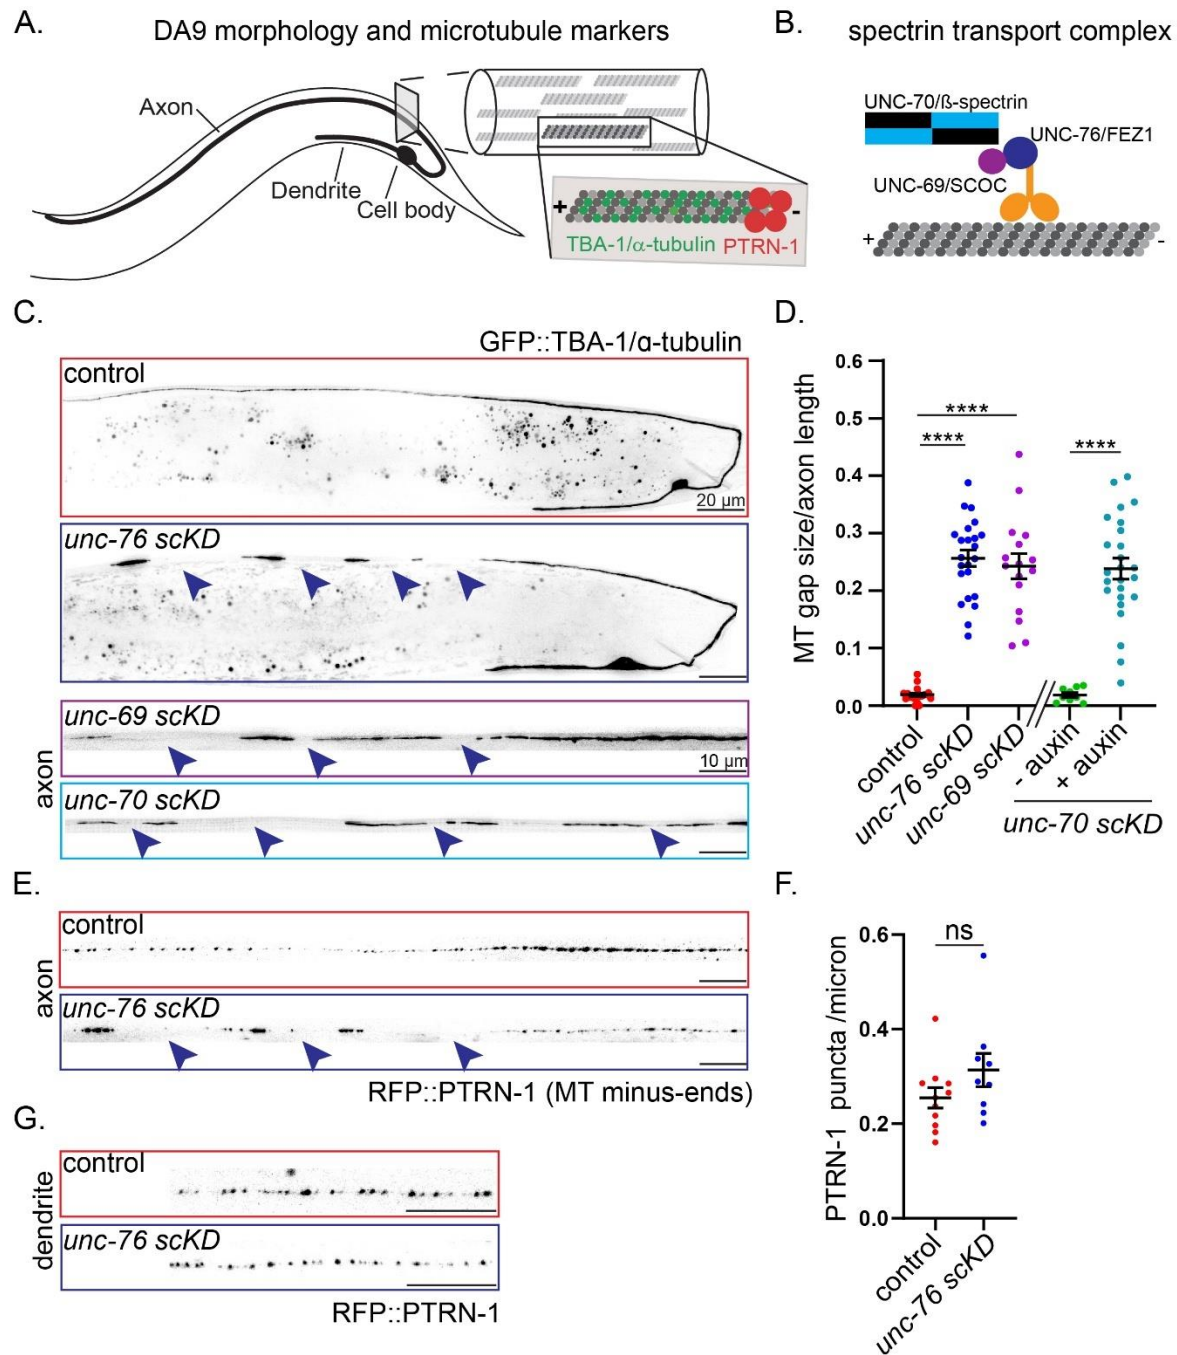 A.
DA9 morphology and microtubule markers
Axon
Dendrite
Cell body
+
-
TBA-1/α-tubulin
PTRN-1
B.
spectrin transport complex
UNC-70/ß-spectrin
UNC-76/FEZ1
UNC-69/SCOC
+
-
C.
GFP::TBA-1/α-tubulin
control
20 µm
unc-76 scKD
axon
unc-69 scKD
10 µm
unc-70 scKD
D.
MT gap size/axon length
0.6
0.5
0.4
0.3
0.2
0.1
0.0
****
****
****
control
unc-76 scKD
unc-69 scKD
- auxin
+ auxin
unc-70 scKD
E.
axon
control
unc-76 scKD
RFP::PTRN-1 (MT minus-ends)
F.
PTRN-1 puncta /micron
0.6
0.4
0.2
0.0
ns
control
unc-76 scKD
G.
dendrite
control
unc-76 scKD
RFP::PTRN-1